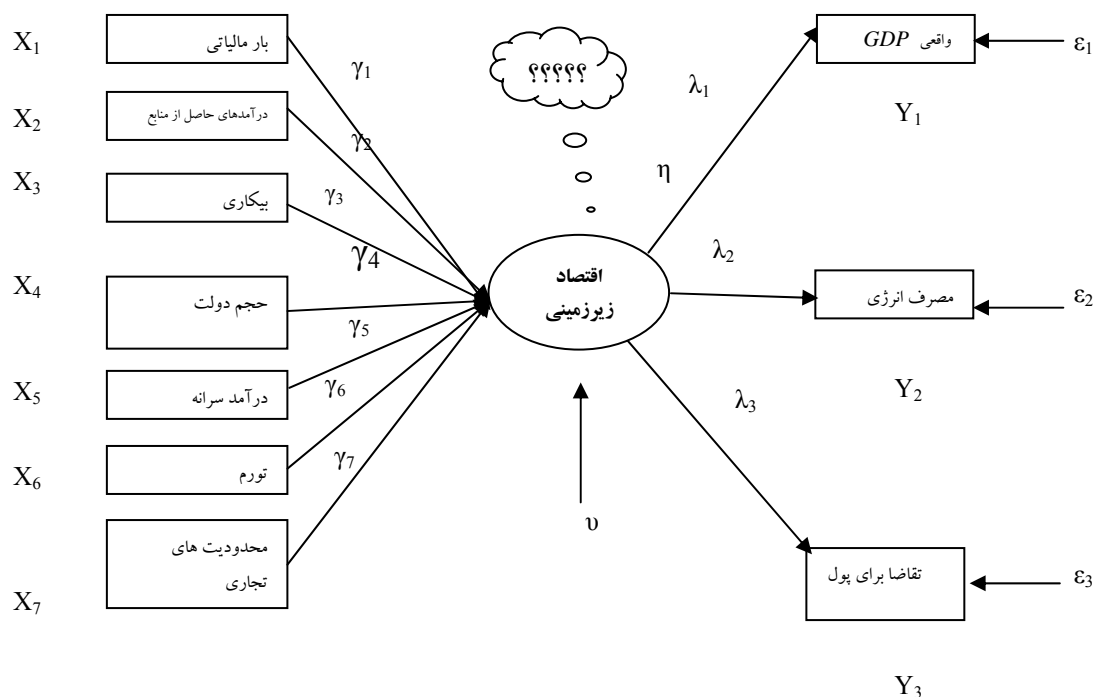 X1
بار مالیاتی
γ1
؟؟؟؟؟
λ1
واقعی GDP
ε1
X2
درآمدهای حاصل از منابع
γ2
Y1
X3
بیکاری
γ3
η
γ4
λ2
X4
حجم دولت
اقتصاد
زیرزمینی
مصرف انرژی
ε2
γ5
X5
درآمد سرانه
γ6
λ3
Y2
X6
تورم
γ7
υ
X7
محدودیت های
تجاری
تقاضا برای پول
ε3
Y3